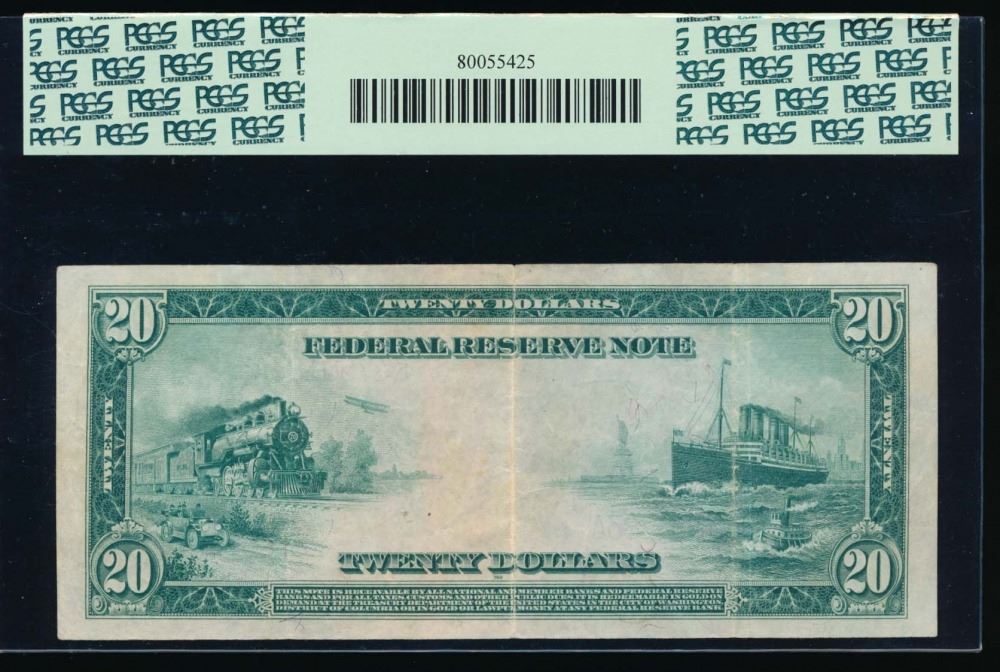 80055425
PCGS CURRENCY
20 TWENTY DOLLARS 20
FEDERAL RESERVE NOTE
TWENTY
TWENTY
TWENTY DOLLARS
20 20
THIS NOTE IS RECEIVABLE BY ALL NATIONAL AND MEMBER BANKS AND FEDERAL RESERVE
BANKS AND FOR ALL TAXES, CUSTOMS AND OTHER PUBLIC DUES. IT IS REDEEMABLE IN GOLD ON
DEMAND AT THE TREASURY DEPARTMENT OF THE UNITED STATES IN THE CITY OF WASHINGTON
DISTRICT OF COLUMBIA OR IN GOLD OR LAWFUL MONEY AT ANY FEDERAL RESERVE BANK.